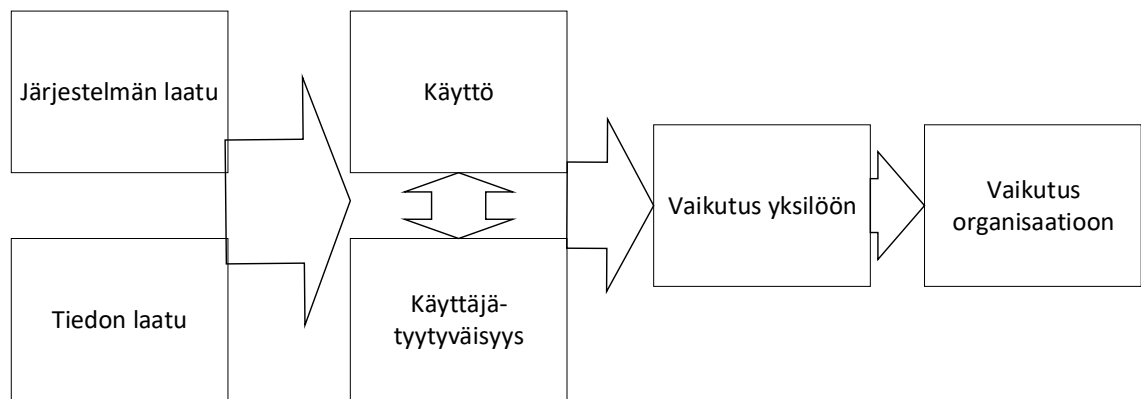 Järjestelmän laatu
Käyttö
Vaikutus yksilöön
Vaikutus
organisaatioon
Tiedon laatu
Käyttäjä-
tyytyväisyys